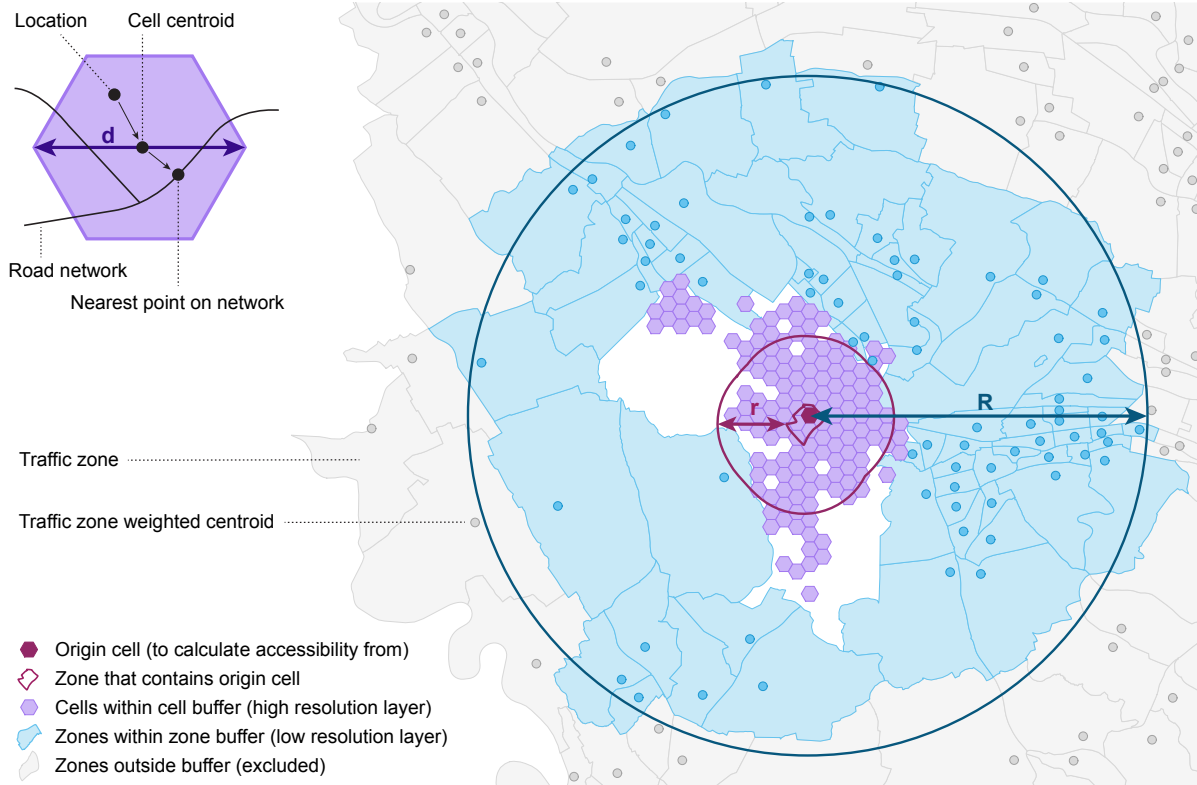 Location
Cell centroid
d
Road network
Nearest point on network
r
R
Traffic zone
Traffic zone weighted centroid
Origin cell (to calculate accessibility from)
Zone that contains origin cell
Cells within cell buffer (high resolution layer)
Zones within zone buffer (low resolution layer)
Zones outside buffer (excluded)